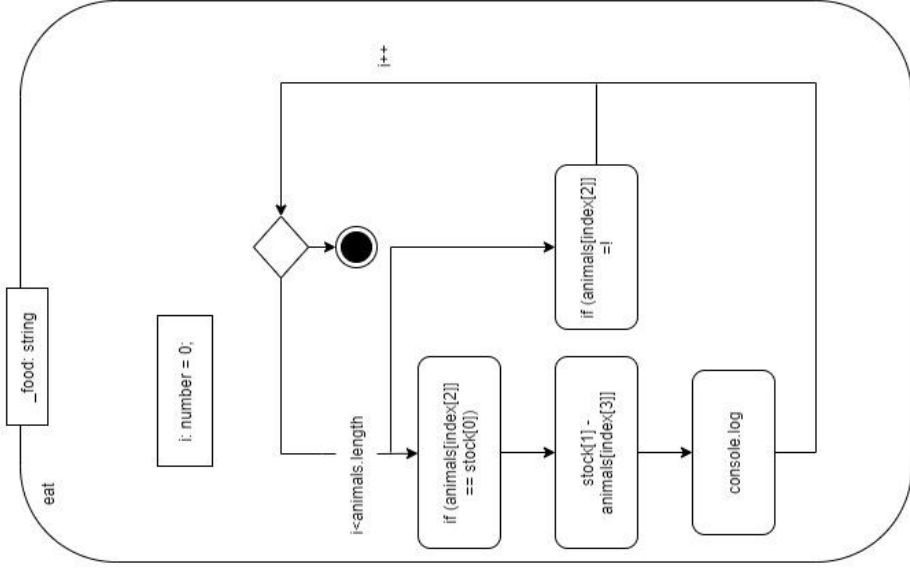 eat
_food: string
i: number = 0;
i<animals.length
i++
if (animals[index[2]]
== stock[0])
if (animals[index[2]]
=!
stock[1] -
animals[index[3]]
console.log